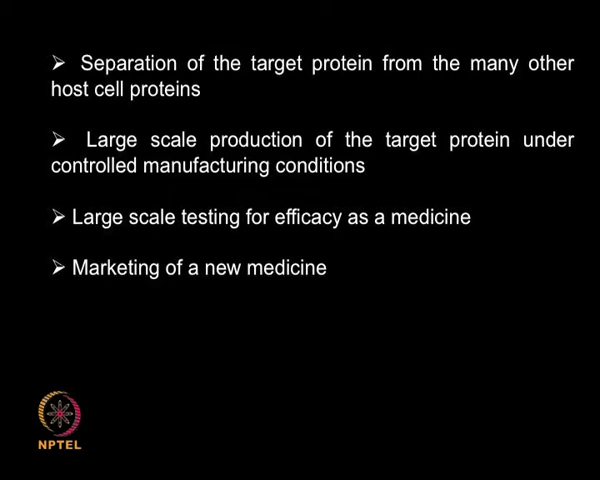 ➢ Separation of the target protein from the many other
host cell proteins
➢ Large scale production of the target protein under
controlled manufacturing conditions
➢ Large scale testing for efficacy as a medicine
➢ Marketing of a new medicine
NPTEL